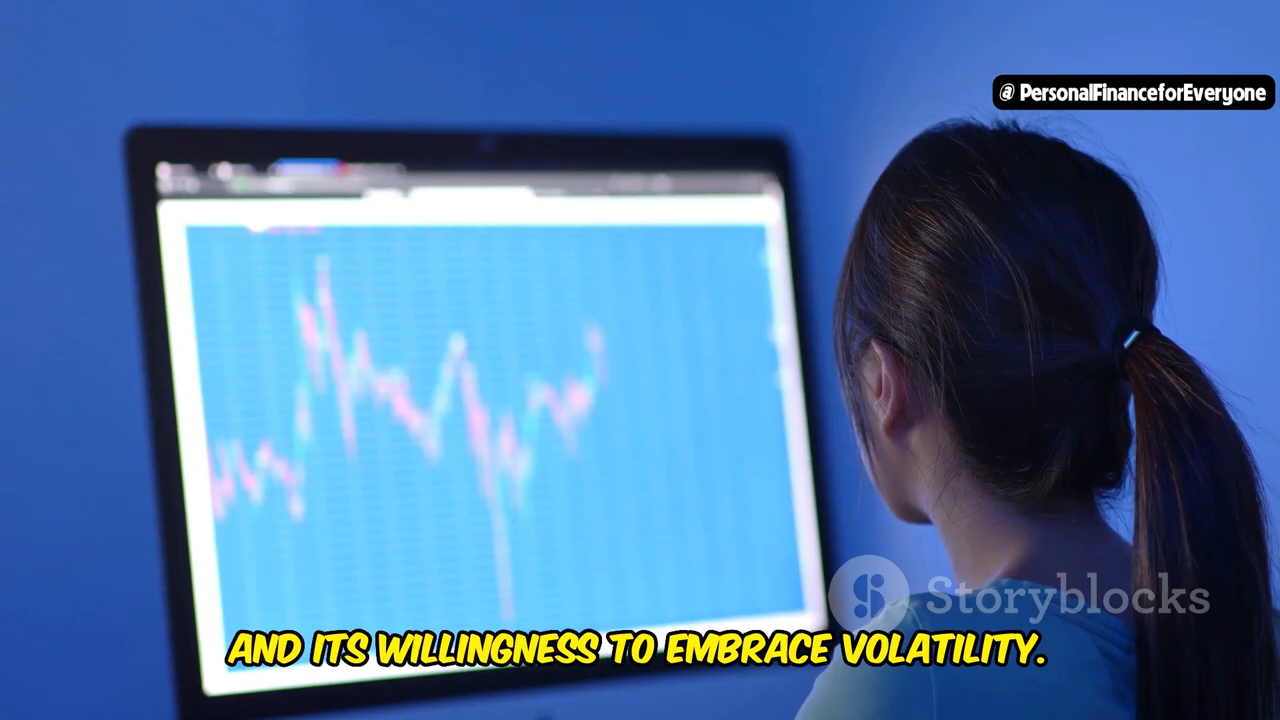 @ PersonalFinanceforEveryone
Storyblocks
AND ITS WILLINGNESS TO EMBRACE VOLATILITY.